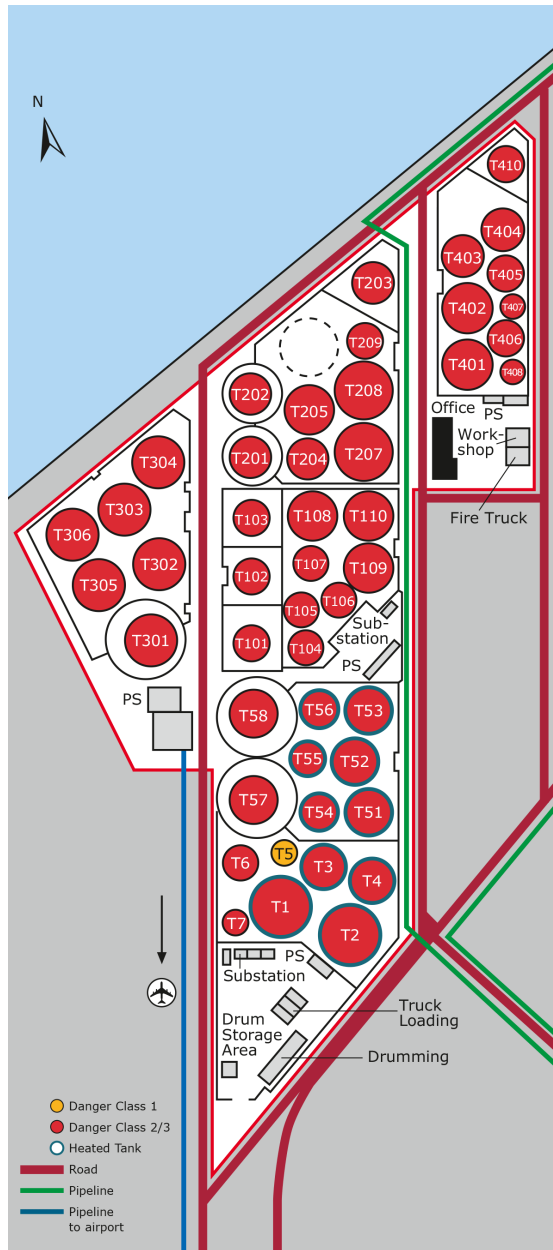 N
T410
T404
T403
T405
T402
T407
T406
T401
T408
Office
PS
Work-
shop
Fire Truck
T203
T209
T202
T208
T205
T201
T204
T207
T103
T108
T110
T102
T107
T109
T105
T106
T101
T104
Sub-
station
PS
T304
T303
T306
T302
T305
T301
PS
T58
T56
T53
T55
T52
T57
T54
T51
T6
T5
T3
T4
T1
T7
T2
PS
Substation
Truck
Loading
Drum
Storage
Area
Drumming
Danger Class 1
Danger Class 2/3
Heated Tank
Road
Pipeline
Pipeline
to airport